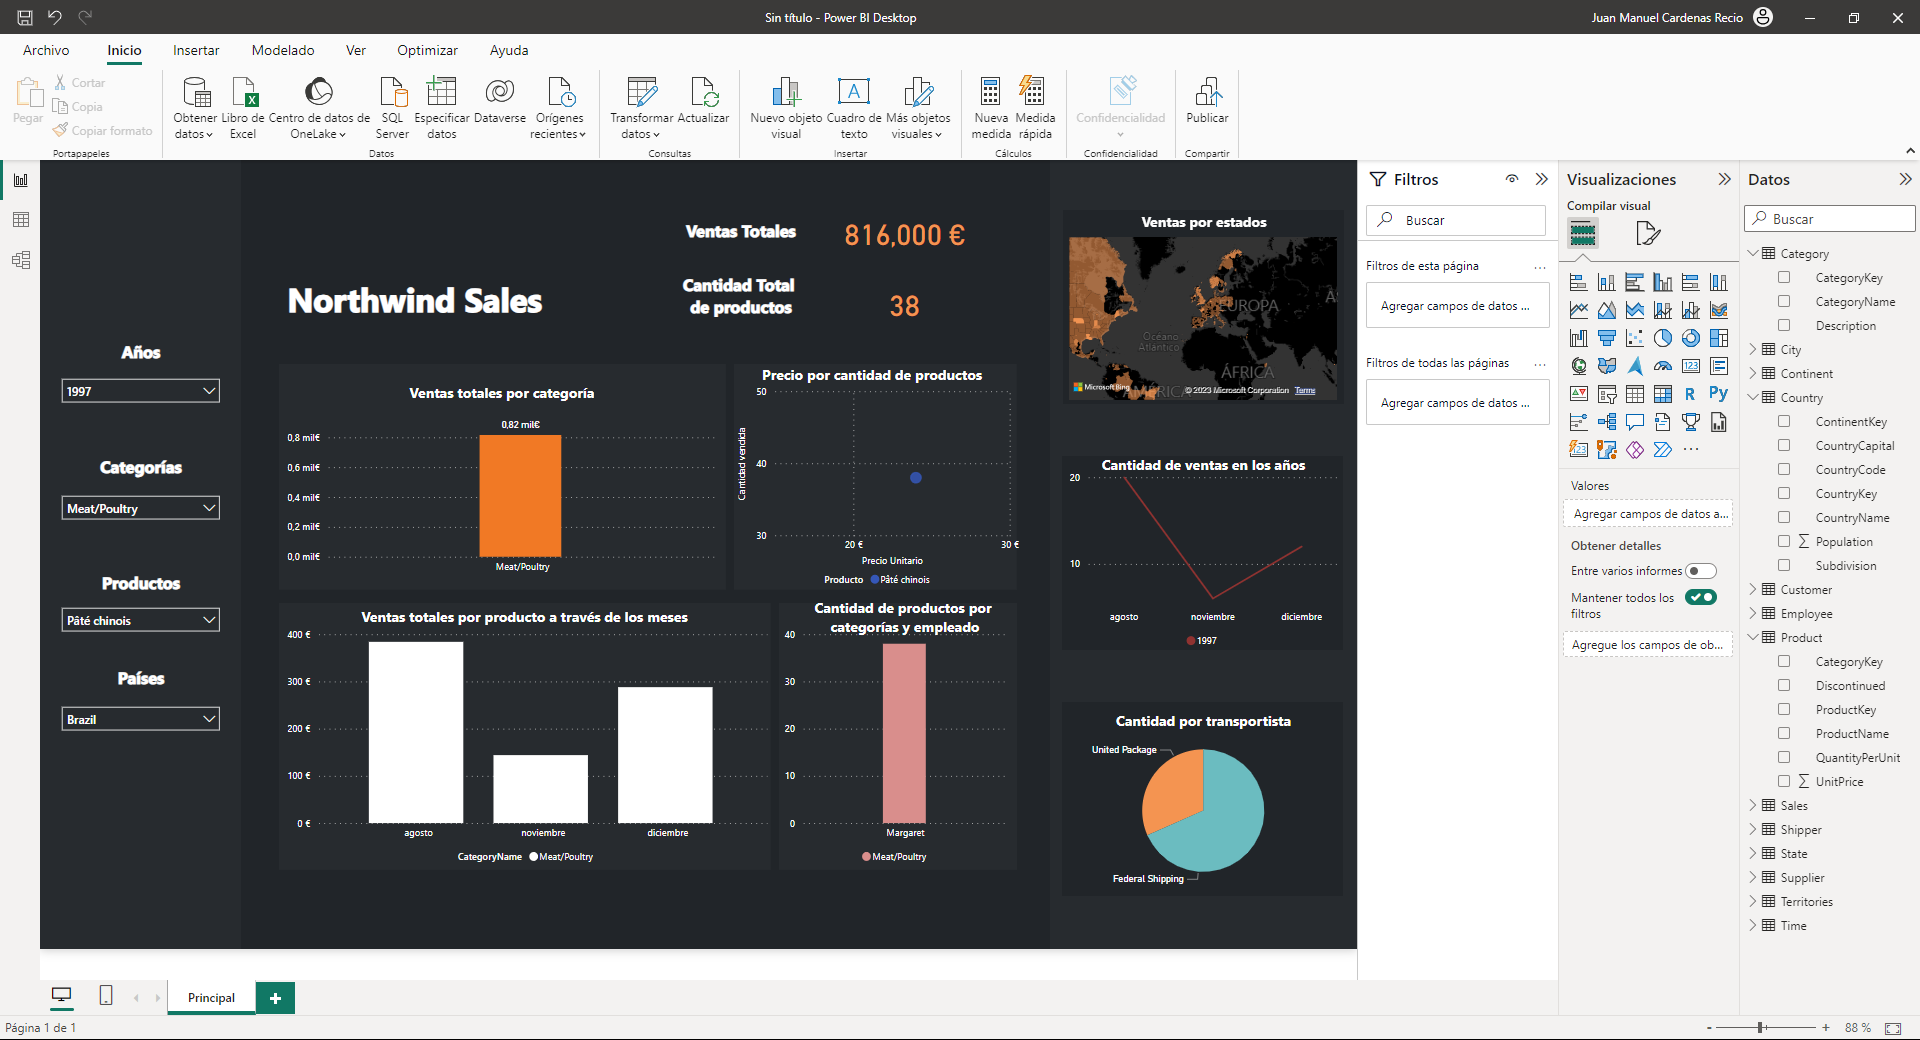 Sin título - Power BI Desktop
Juan Manuel Cardenas Recio
Archivo
Inicio
Insertar
Modelado
Ver
Optimizar
Ayuda
Pegar
Cortar
Copia
Copiar formato
Portapapeles
Obtener datos
Libro de Excel
Centro de datos de OneLake
SQL Server
Especificar datos
Dataverse
Orígenes recientes
Datos
Transformar datos
Actualizar
Consultas
Nuevo objeto visual
Cuadro de texto
Más objetos visuales
Insertar
Nueva medida
Medida rápida
Cálculos
Confidencialidad
Confidencialidad
Publicar
Compartir
Años
1997
Categorías
Meat/Poultry
Productos
Pâté chinois
Países
Brazil
Northwind Sales
Ventas Totales
816,000 €
Cantidad Total
de productos
38
Ventas totales por categoría
0,82 mil€
0,8 mil€
0,6 mil€
0,4 mil€
0,2 mil€
0,0 mil€
Meat/Poultry
Precio por cantidad de productos
Cantidad vendida
50
40
30
20 €
30 €
Precio Unitario
Producto
Pâté chinois
Ventas totales por producto a través de los meses
400 €
300 €
200 €
100 €
0 €
agosto
noviembre
diciembre
CategoryName
Meat/Poultry
Cantidad de productos por
categorías y empleado
40
30
20
10
0
Margaret
Meat/Poultry
Ventas por estados
EUROPA
Océano
Atlántico
ÁFRICA
Microsoft Bing
© 2023 Microsoft Corporation
Terms
Cantidad de ventas en los años
20
10
agosto
noviembre
diciembre
1997
Cantidad por transportista
United Package
Federal Shipping
Filtros
Buscar
Filtros de esta página
...
Agregar campos de datos ...
Filtros de todas las páginas
...
Agregar campos de datos ...
Visualizaciones
Compilar visual
R
Py
123
...
Valores
Agregar campos de datos a...
Obtener detalles
Entre varios informes
Mantener todos los
filtros
Agregue los campos de ob...
Datos
Buscar
Category
CategoryKey
CategoryName
Description
City
Continent
Country
ContinentKey
CountryCapital
CountryCode
CountryKey
CountryName
Population
Subdivision
Customer
Employee
Product
CategoryKey
Discontinued
ProductKey
ProductName
QuantityPerUnit
UnitPrice
Sales
Shipper
State
Supplier
Territories
Time
Principal
Página 1 de 1
88 %